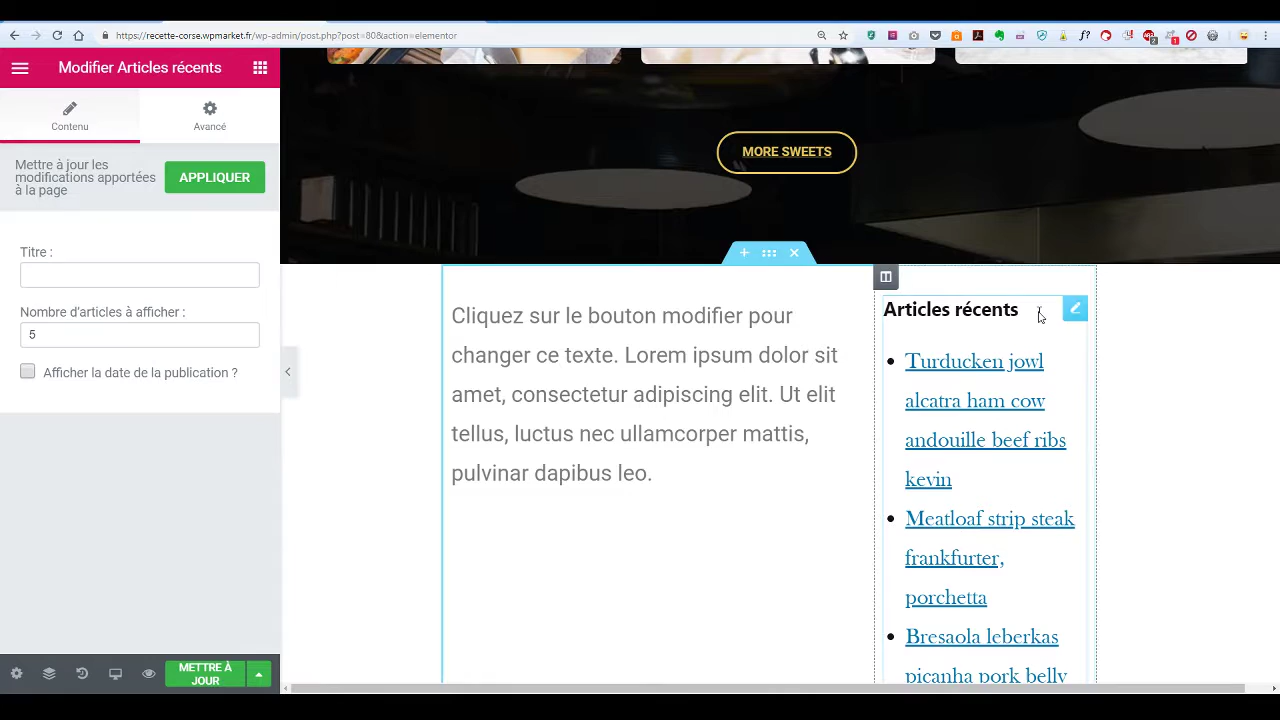 https://recette-corse.wpmarket.fr/wp-admin/post.php?post=80&action=elementor
Modifier Articles récents
Contenu
Avancé
Mettre à jour les
modifications apportées
à la page
APPLIQUER
Titre :
Nombre d'articles à afficher :
5
Afficher la date de la publication ?
METTRE À
JOUR
MORE SWEETS
Cliquez sur le bouton modifier pour
changer ce texte. Lorem ipsum dolor sit
amet, consectetur adipiscing elit. Ut elit
tellus, luctus nec ullamcorper mattis,
pulvinar dapibus leo.
Articles récents
Turducken jowl
alcatra ham cow
andouille beef ribs
kevin
Meatloaf strip steak
frankfurter,
porchetta
Bresaola leberkas
picanha pork belly